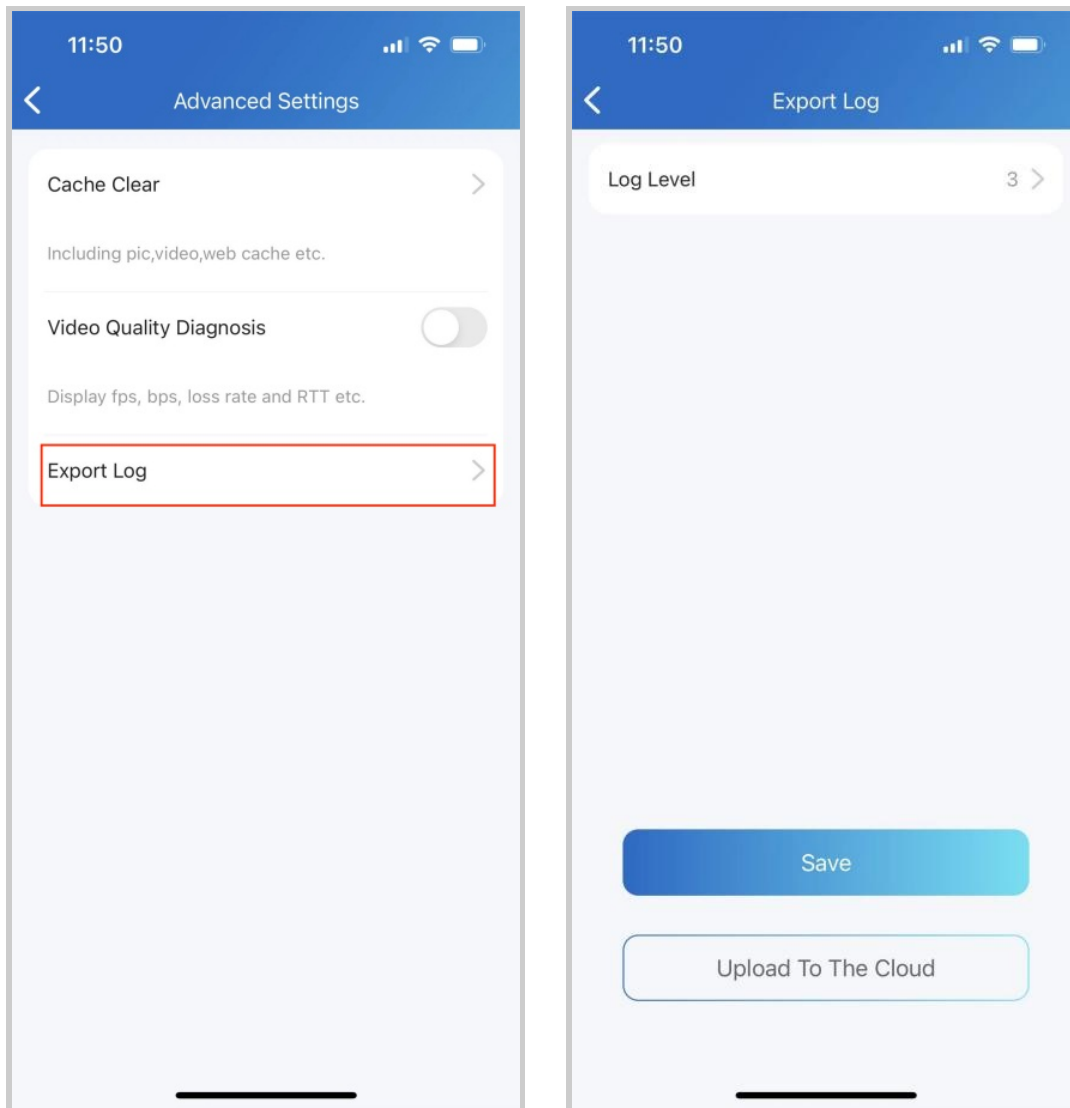 11:50
Advanced Settings
Cache Clear
Including pic,video,web cache etc.
Video Quality Diagnosis
Display fps, bps, loss rate and RTT etc.
Export Log
11:50
Export Log
Log Level 3
Save
Upload To The Cloud